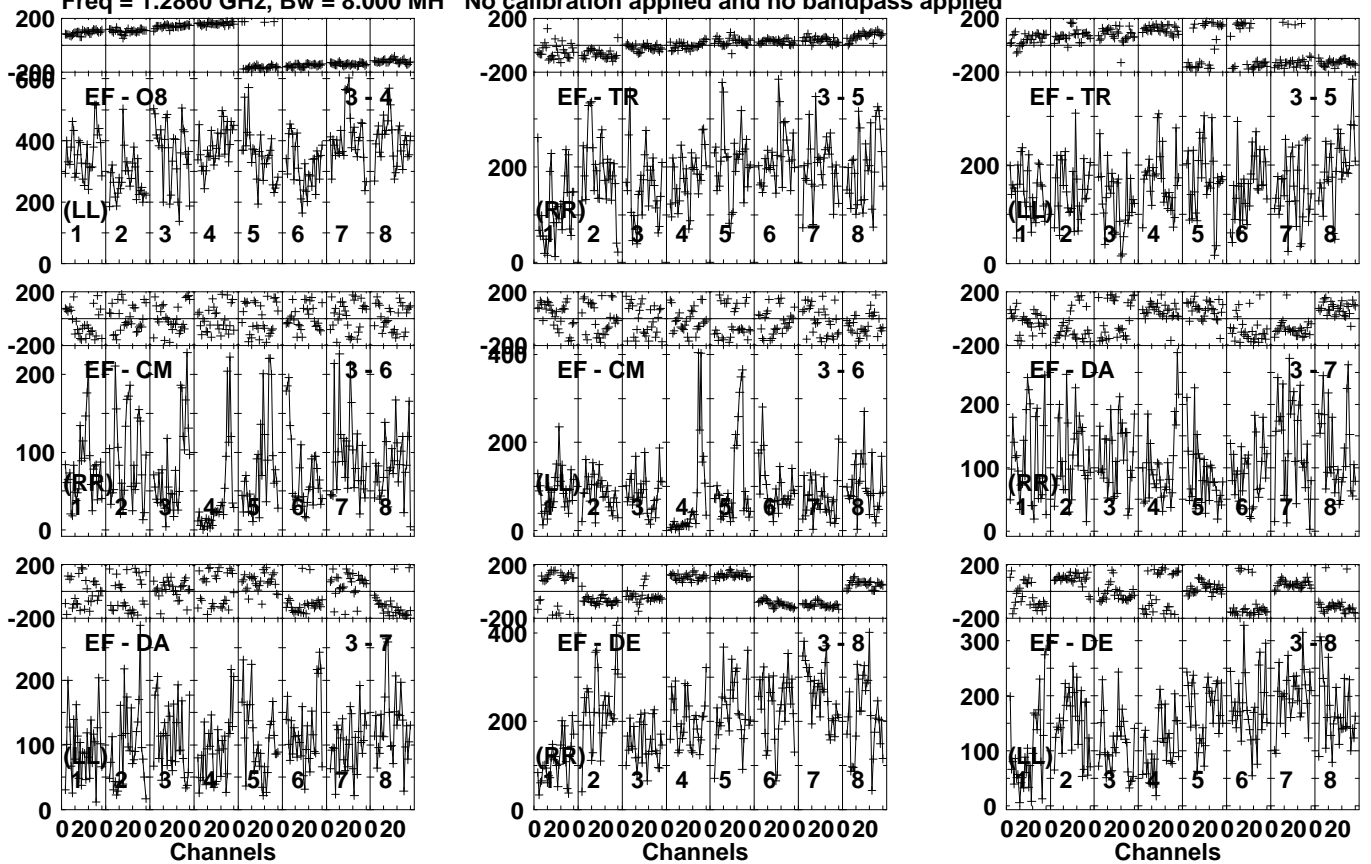 Freq = 1.2860 GHz, Bw = 8.000 MH   No calibration applied and no bandpass applied
200
-200
600
400
200
0
EF - O8 3 - 4
(LL)
1 2 3 4 5 6 7 8
200
-200
200
0
EF - TR 3 - 5
(RR)
1 2 3 4 5 6 7 8
200
-200
200
0
EF - TR 3 - 5
(LL)
1 2 3 4 5 6 7 8
200
-200
200
100
0
EF - CM 3 - 6
(RR)
1 2 3 4 5 6 7 8
200
-200
400
200
0
EF - CM 3 - 6
(LL)
1 2 3 4 5 6 7 8
200
-200
200
100
0
EF - DA 3 - 7
(RR)
1 2 3 4 5 6 7 8
200
-200
200
100
0
EF - DA 3 - 7
(LL)
1 2 3 4 5 6 7 8
0 20 0 20 0 20 0 20 0 20 0 20 0 20 0 20
Channels
200
-200
400
200
0
EF - DE 3 - 8
(RR)
1 2 3 4 5 6 7 8
0 20 0 20 0 20 0 20 0 20 0 20 0 20 0 20
Channels
200
-200
300
200
100
0
EF - DE 3 - 8
(LL)
1 2 3 4 5 6 7 8
0 20 0 20 0 20 0 20 0 20 0 20 0 20 0 20
Channels